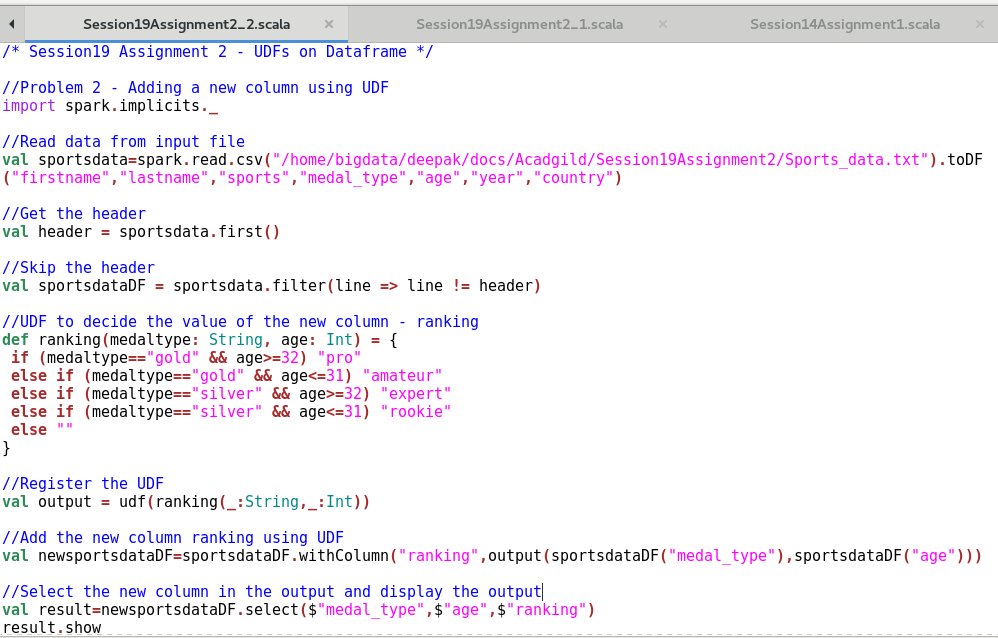 Session19Assignment2_2.scala × Session19Assignment2_1.scala × Session14Assignment1.scala ×
/* Session19 Assignment 2 - UDFs on Dataframe */
//Problem 2 - Adding a new column using UDF
import spark.implicits._
//Read data from input file
val sportsdata=spark.read.csv("/home/bigdata/deepak/docs/Acadgild/Session19Assignment2/Sports_data.txt").toDF
("firstname","lastname","sports","medal_type","age","year","country")
//Get the header
val header = sportsdata.first()
//Skip the header
val sportsdataDF = sportsdata.filter(line => line != header)
//UDF to decide the value of the new column - ranking
def ranking(medaltype: String, age: Int) = {
 if (medaltype=="gold" && age>=32) "pro"
 else if (medaltype=="gold" && age<=31) "amateur"
 else if (medaltype=="silver" && age>=32) "expert"
 else if (medaltype=="silver" && age<=31) "rookie"
 else ""
}
//Register the UDF
val output = udf(ranking(_:String,_:Int))
//Add the new column ranking using UDF
val newsportsdataDF=sportsdataDF.withColumn("ranking",output(sportsdataDF("medal_type"),sportsdataDF("age")))
//Select the new column in the output and display the output
val result=newsportsdataDF.select($"medal_type",$"age",$"ranking")
result.show